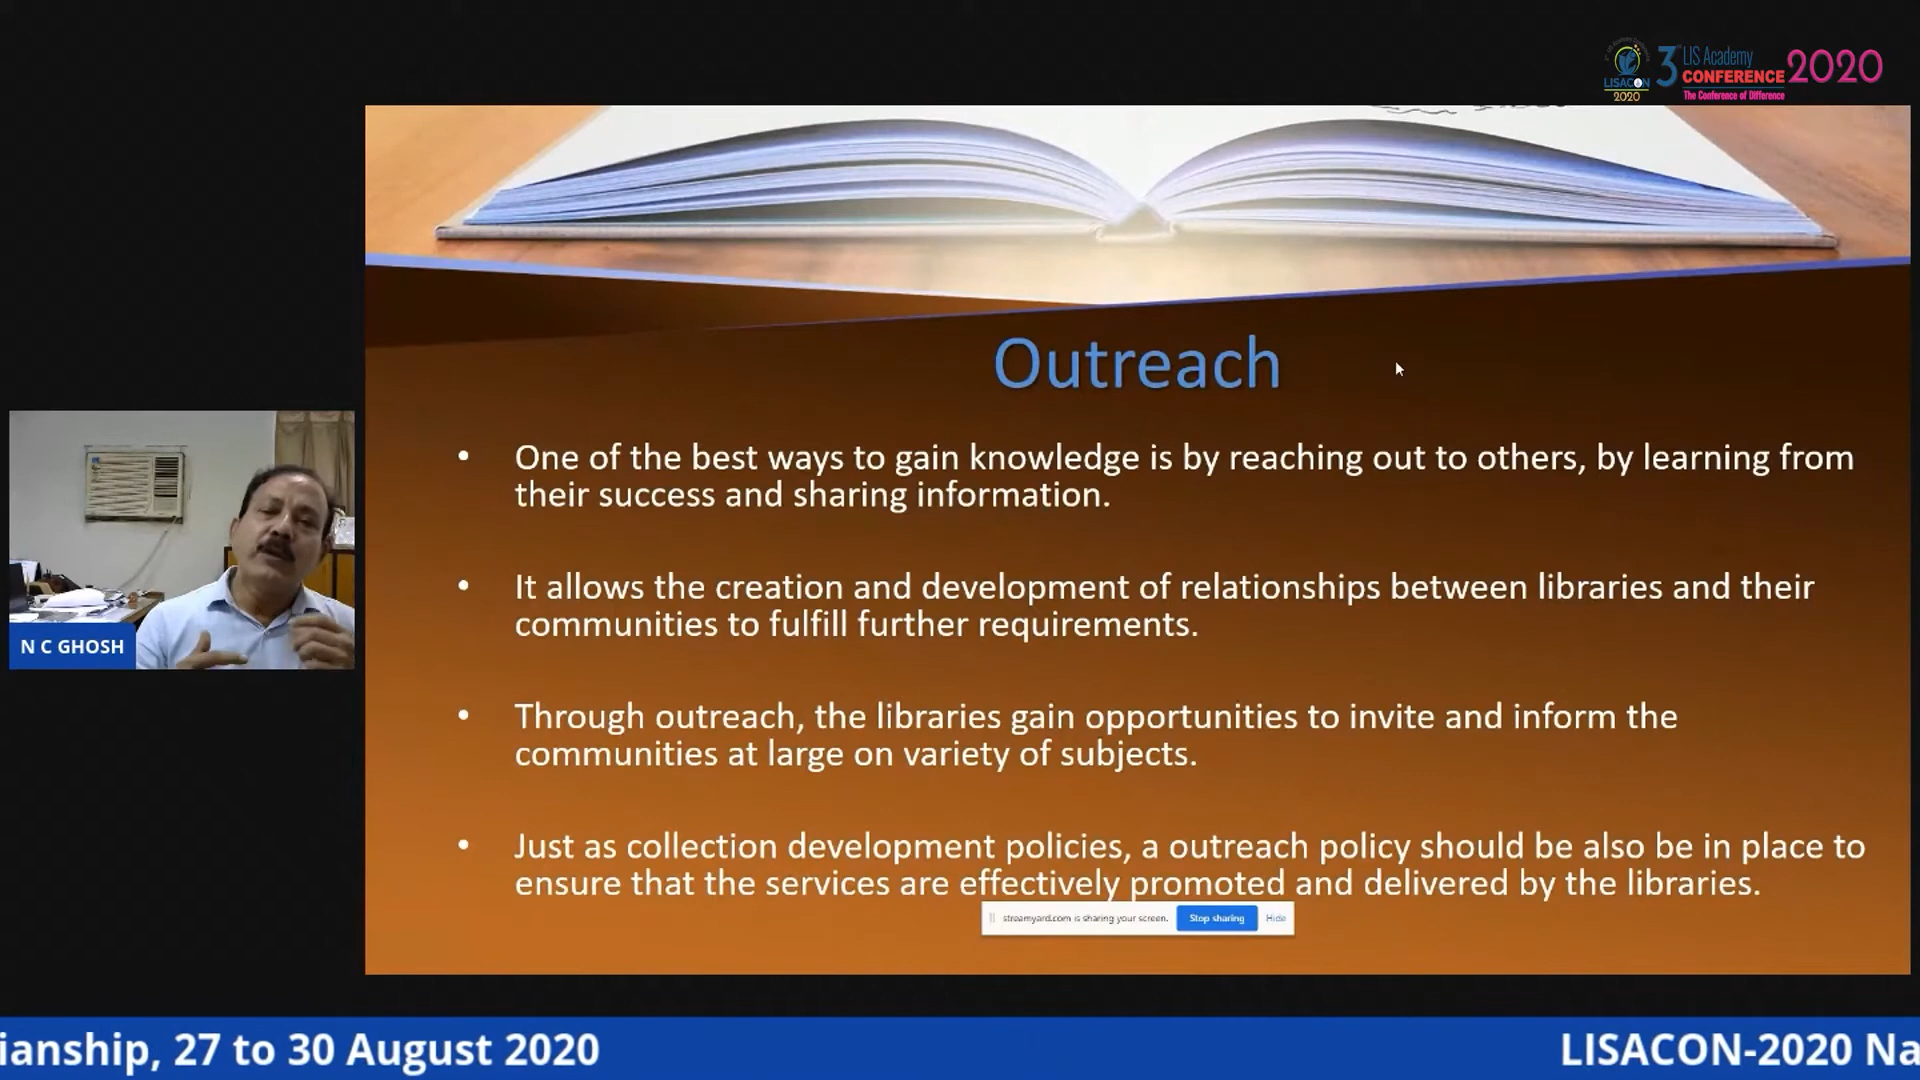 LISACON
2020
3rd LIS Academy
CONFERENCE 2020
The Conference of Difference
Outreach
• One of the best ways to gain knowledge is by reaching out to others, by learning from
their success and sharing information.
• It allows the creation and development of relationships between libraries and their
communities to fulfill further requirements.
• Through outreach, the libraries gain opportunities to invite and inform the
communities at large on variety of subjects.
• Just as collection development policies, a outreach policy should be also be in place to
ensure that the services are effectively promoted and delivered by the libraries.
N C GHOSH
streamyard.com is sharing your screen. Stop sharing Hide
ianship, 27 to 30 August 2020 LISACON-2020 Na